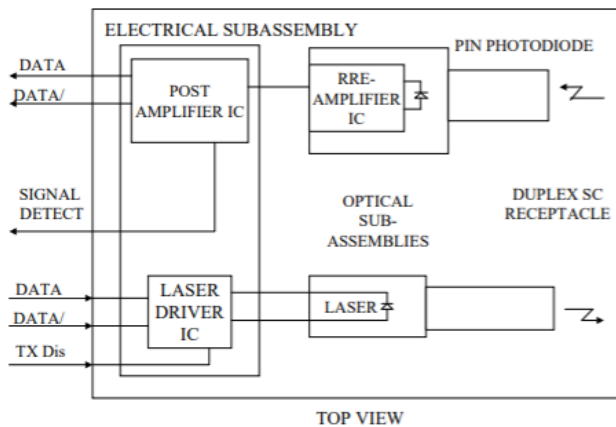 ELECTRICAL SUBASSEMBLY
PIN PHOTODIODE
DATA
DATA/
POST
AMPLIFIER IC
RRE-
AMPLIFIER
IC
SIGNAL
DETECT
OPTICAL
SUB-
ASSEMBLIES
DUPLEX SC
RECEPTACLE
DATA
DATA/
TX Dis
LASER
DRIVER
IC
LASER
TOP VIEW